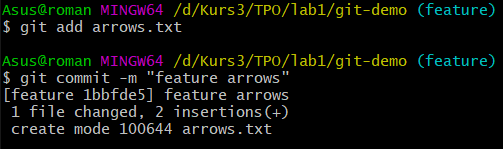 Asus@roman MINGW64 /d/Kurs3/TPO/lab1/git-demo (feature)
$ git add arrows.txt
Asus@roman MINGW64 /d/Kurs3/TPO/lab1/git-demo (feature)
$ git commit -m "feature arrows"
[feature 1bbfde5] feature arrows
1 file changed, 2 insertions(+)
create mode 100644 arrows.txt